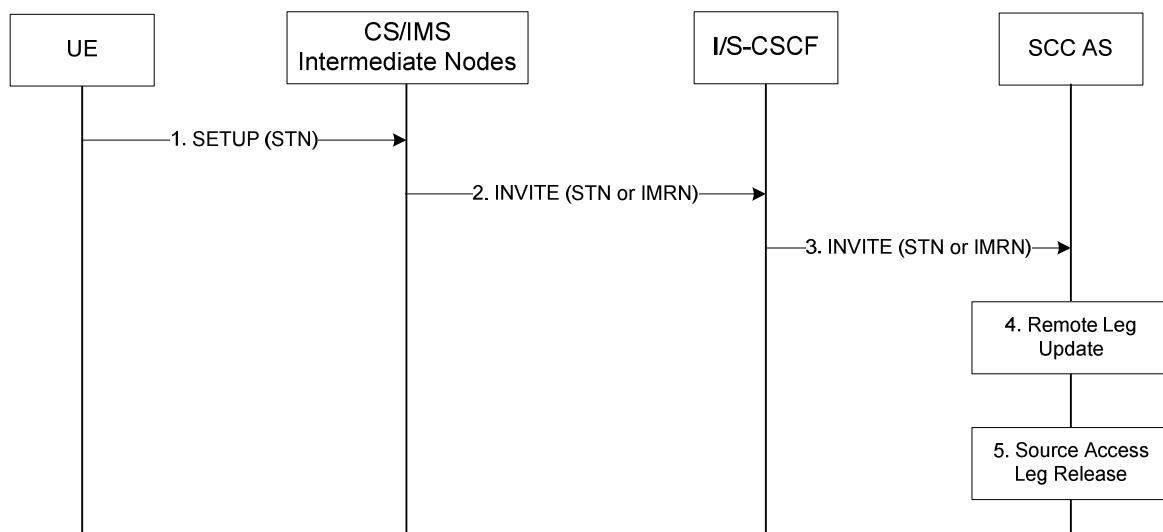 UE
CS/IMS
Intermediate Nodes
I/S-CSCF
SCC AS
1. SETUP (STN)
2. INVITE (STN or IMRN)
3. INVITE (STN or IMRN)
4. Remote Leg
Update
5. Source Access
Leg Release